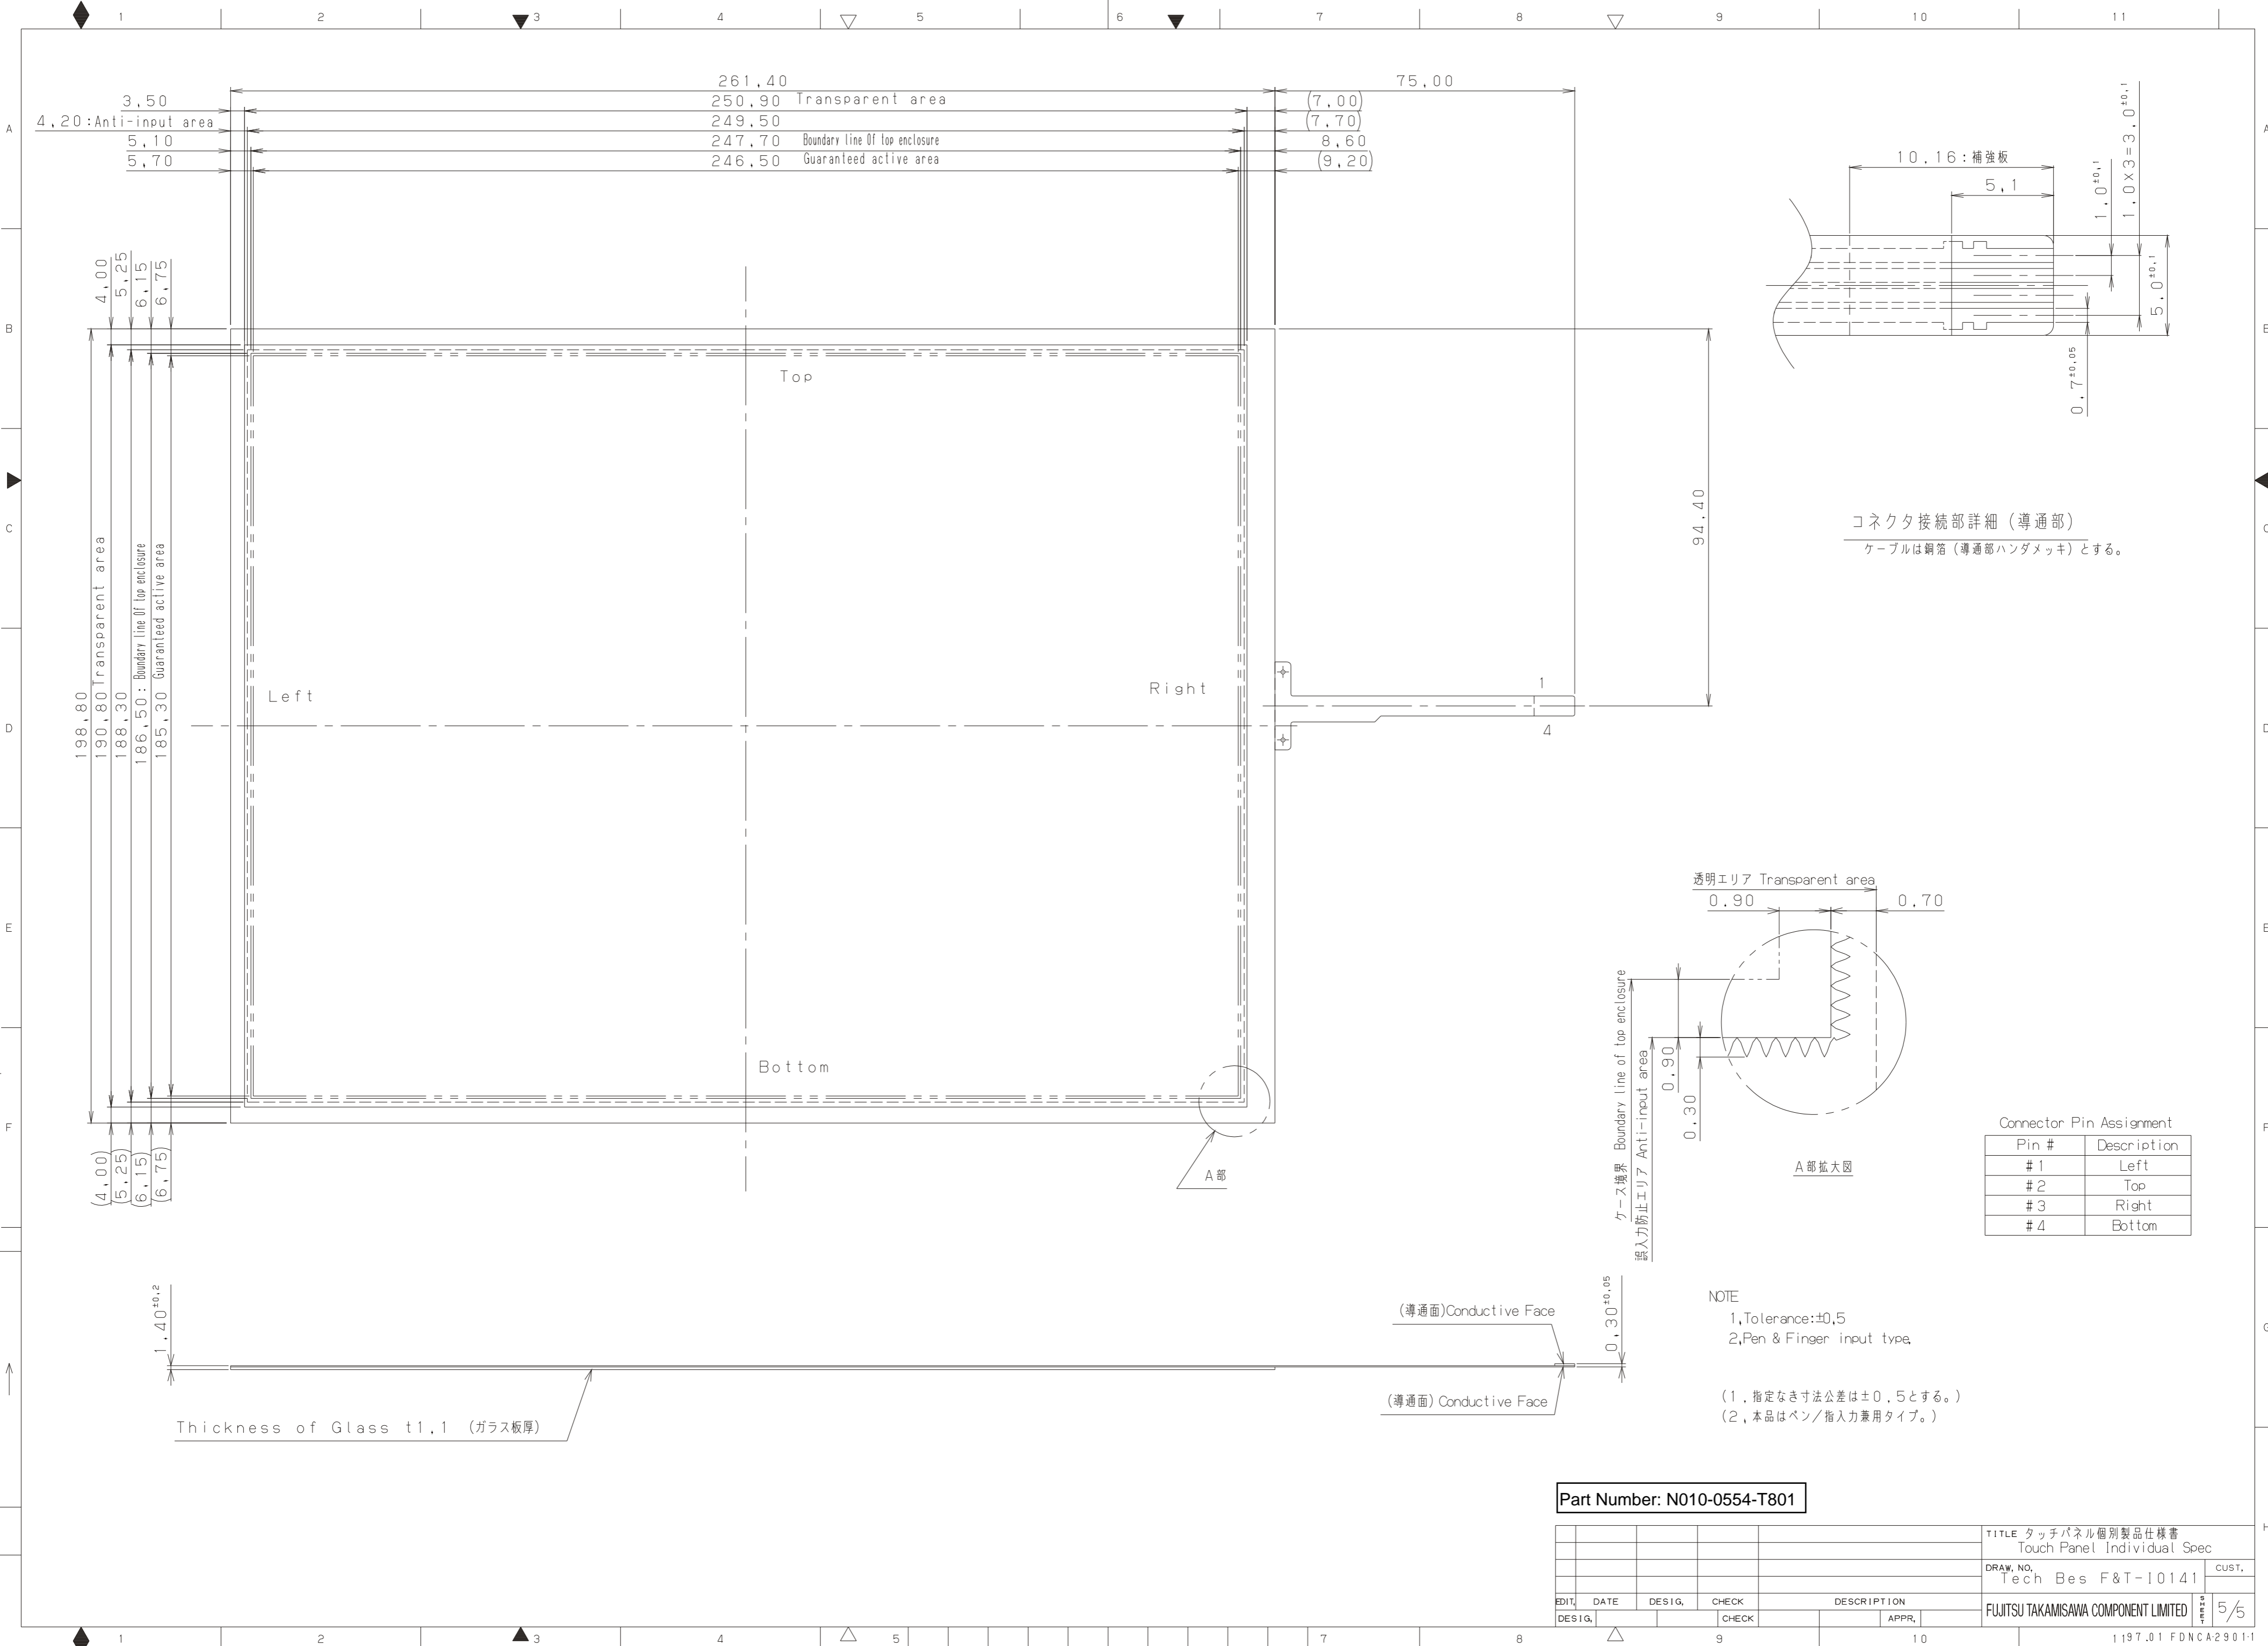 1 2 3 4 5 6 7 8 9 10 11
261.40
75.00
3.50
250.90 Transparent area
(7.00)
4.20:Anti-input area
249.50
(7.70)
5.10
247.70 Boundary line Of top enclosure
8.60
5.70
246.50 Guaranteed active area
(9.20)
A
B
C
D
E
F
4.00
5.25
6.15
6.75
198.80
190.80 Transparent area
188.30
186.50: Boundary line Of top enclosure
185.30 Guaranteed active area
(4.00)
(5.25)
(6.15)
(6.75)
Top
Left
Right
Bottom
1
4
94.40
A部
10.16:補強板
5.1
1.0±0.1
1.0X3=3.0±0.1
5.0±0.1
0.7±0.05
コネクタ接続部詳細(導通部)
ケーブルは銅箔(導通部ハンダメッキ)とする。
透明エリア Transparent area
0.90
0.70
ケース境界 Boundary line of top enclosure
誤入力防止エリア Anti-input area
0.90
0.30
A部拡大図
Connector Pin Assignment
Pin # Description
#1 Left
#2 Top
#3 Right
#4 Bottom
1.40±0.2
Thickness of Glass t1.1 (ガラス板厚)
(導通面)Conductive Face
(導通面) Conductive Face
0.30±0.05
NOTE
1,Tolerance:±0.5
2,Pen & Finger input type.
(1.指定なき寸法公差は±0.5とする。)
(2,本品はペン/指入力兼用タイプ。)
G
H
Part Number: N010-0554-T801
TITLE タッチパネル個別製品仕様書
Touch Panel Individual Spec
DRAW. NO.
Tech Bes F&T-10141
CUST.
EDIT. DATE DESIG. CHECK DESCRIPTION
DESIG. CHECK APPR.
FUJITSU TAKAMISAWA COMPONENT LIMITED
SHEET 5/5
1 2 3 4 5 7 8 9 10 11
97.01 FDNCA-2901-1